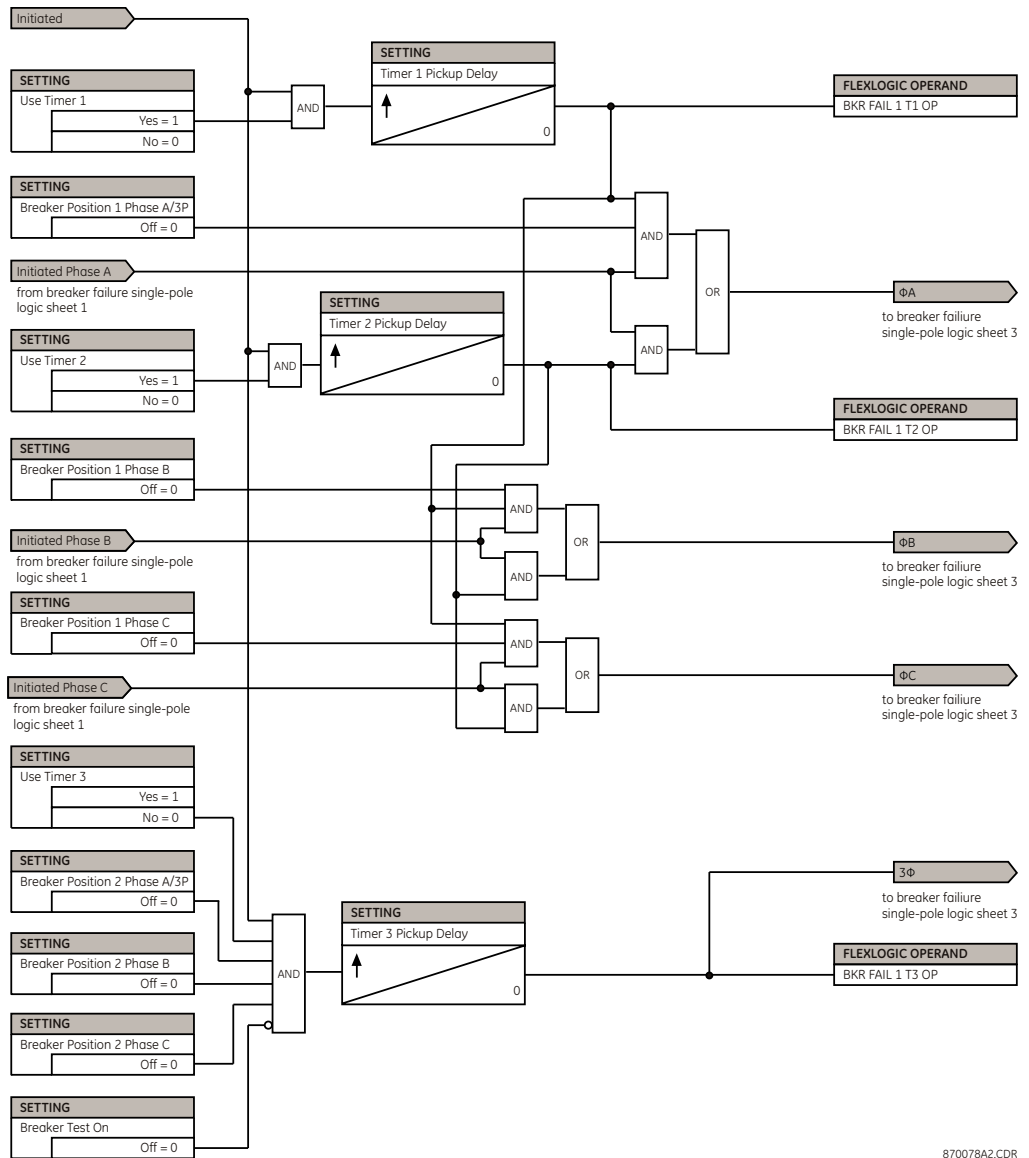 Initiated
SETTING
Use Timer 1
Yes = 1
No = 0
AND
SETTING
Timer 1 Pickup Delay
0
FLEXLOGIC OPERAND
BKR FAIL 1 T1 OP
SETTING
Breaker Position 1 Phase A/3P
Off = 0
Initiated Phase A
from breaker failure single-pole
logic sheet 1
AND
OR
AND
ΦA
to breaker failiure
single-pole logic sheet 3
SETTING
Use Timer 2
Yes = 1
No = 0
AND
SETTING
Timer 2 Pickup Delay
0
FLEXLOGIC OPERAND
BKR FAIL 1 T2 OP
SETTING
Breaker Position 1 Phase B
Off = 0
Initiated Phase B
from breaker failure single-pole
logic sheet 1
AND
OR
AND
ΦB
to breaker failiure
single-pole logic sheet 3
SETTING
Breaker Position 1 Phase C
Off = 0
Initiated Phase C
from breaker failure single-pole
logic sheet 1
AND
OR
AND
ΦC
to breaker failiure
single-pole logic sheet 3
SETTING
Use Timer 3
Yes = 1
No = 0
SETTING
Breaker Position 2 Phase A/3P
Off = 0
SETTING
Breaker Position 2 Phase B
Off = 0
SETTING
Breaker Position 2 Phase C
Off = 0
SETTING
Breaker Test On
Off = 0
AND
SETTING
Timer 3 Pickup Delay
0
3Φ
to breaker failiure
single-pole logic sheet 3
FLEXLOGIC OPERAND
BKR FAIL 1 T3 OP
870078A2.CDR